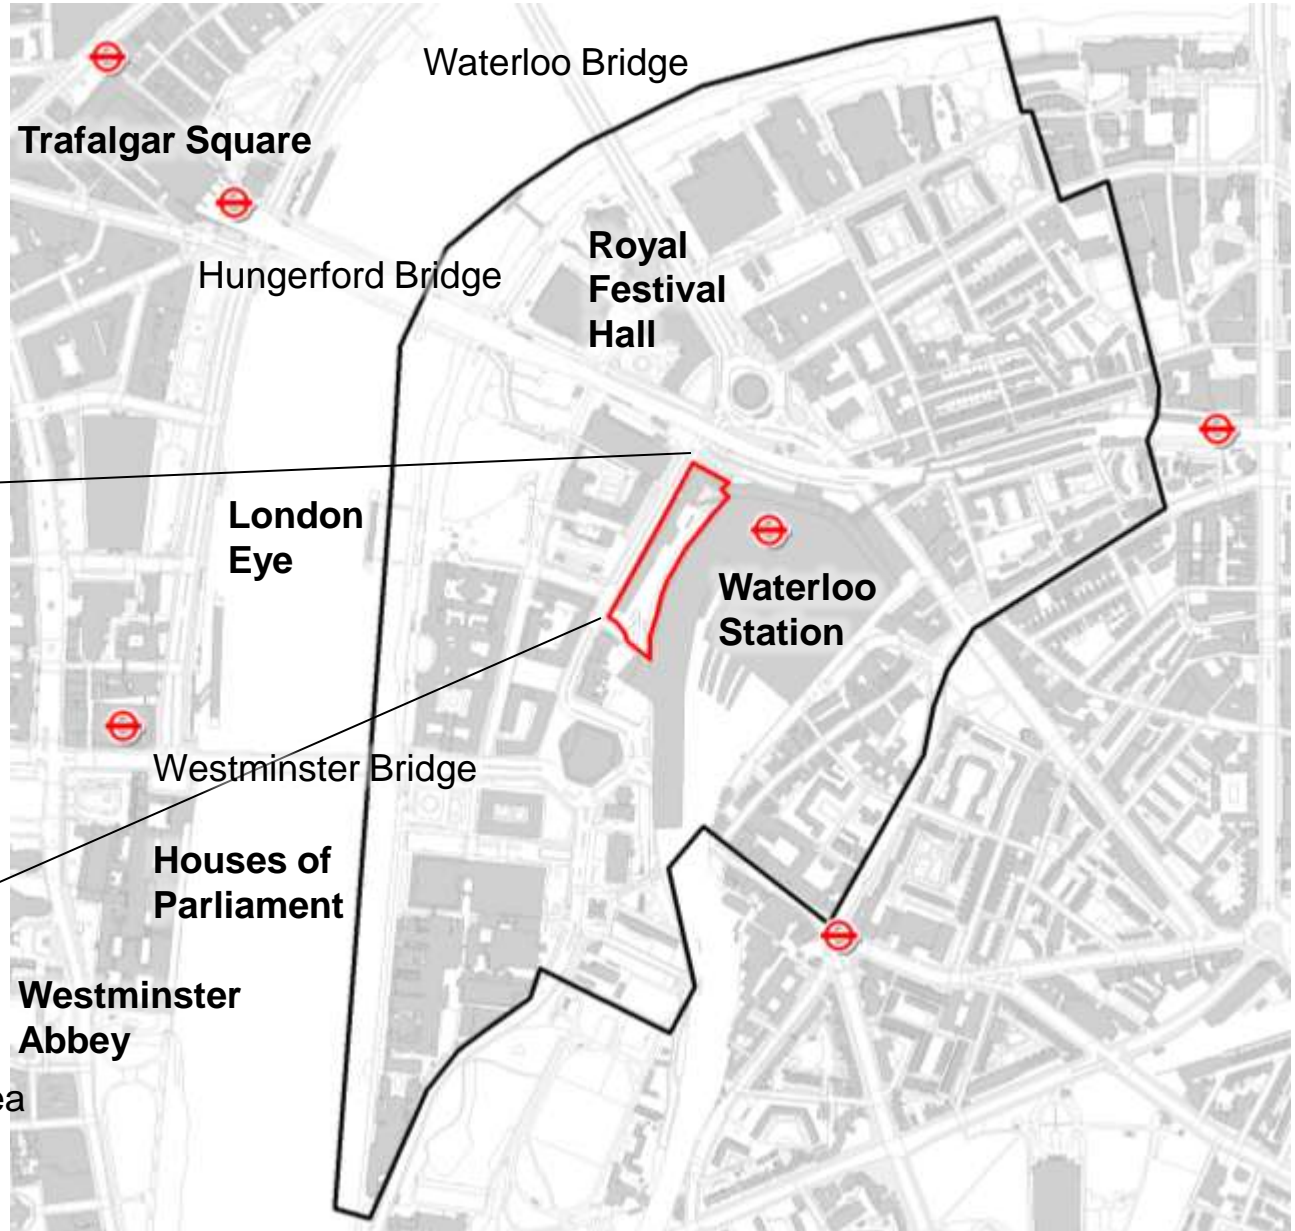 Waterloo Bridge
Trafalgar Square
Royal
Festival
Hall
Hungerford Bridge
London
Eye
Waterloo
Station
Westminster Bridge
Houses of
Parliament
Westminster
Abbey
ea